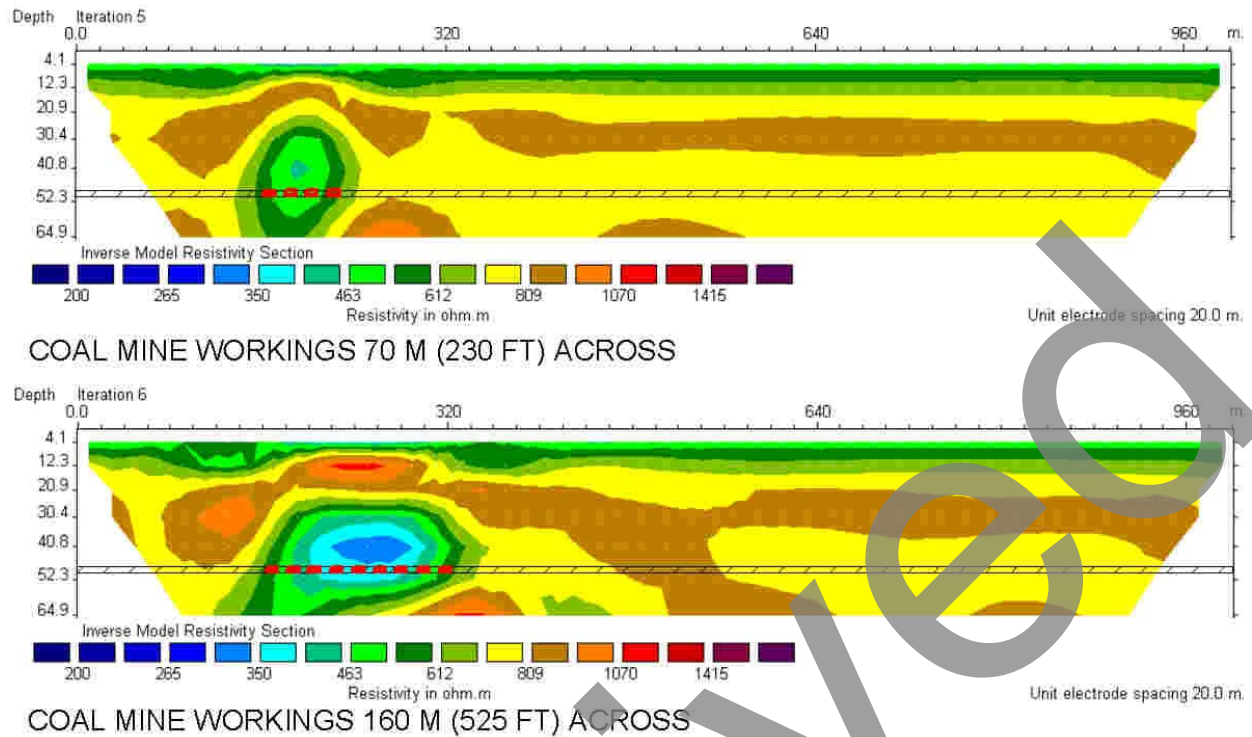 Depth Iteration 5
0.0 320 640 960 m.
4.1
12.3
20.9
30.4
40.8
52.3
64.9
Inverse Model Resistivity Section
200 265 350 463 612 809 1070 1415
Resistivity in ohm.m
Unit electrode spacing 20.0 m.
COAL MINE WORKINGS 70 M (230 FT) ACROSS
Depth Iteration 6
0.0 320 640 960 m.
4.1
12.3
20.9
30.4
40.8
52.3
64.9
Inverse Model Resistivity Section
200 265 350 463 612 809 1070 1415
Resistivity in ohm.m
Unit electrode spacing 20.0 m.
COAL MINE WORKINGS 160 M (525 FT) ACROSS
ived